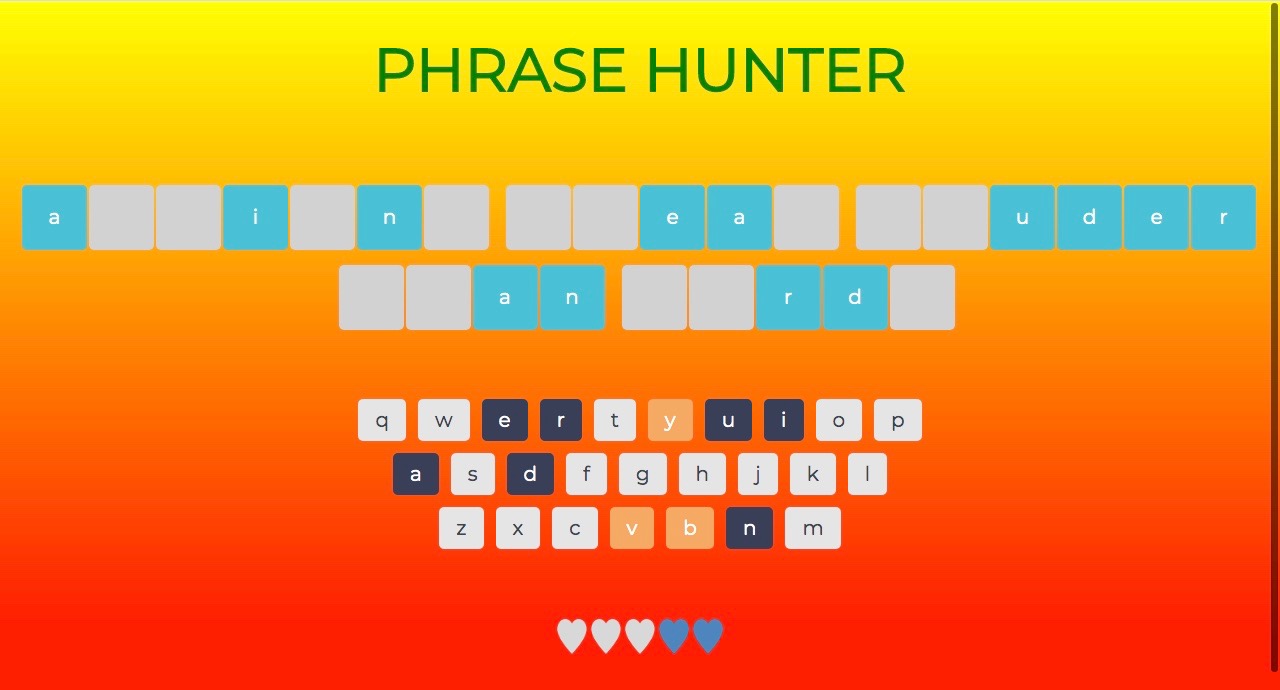 PHRASE HUNTER
a i n e a u d e r
a n r d
q w e r t y u i o p
a s d f g h j k l
z x c v b n m